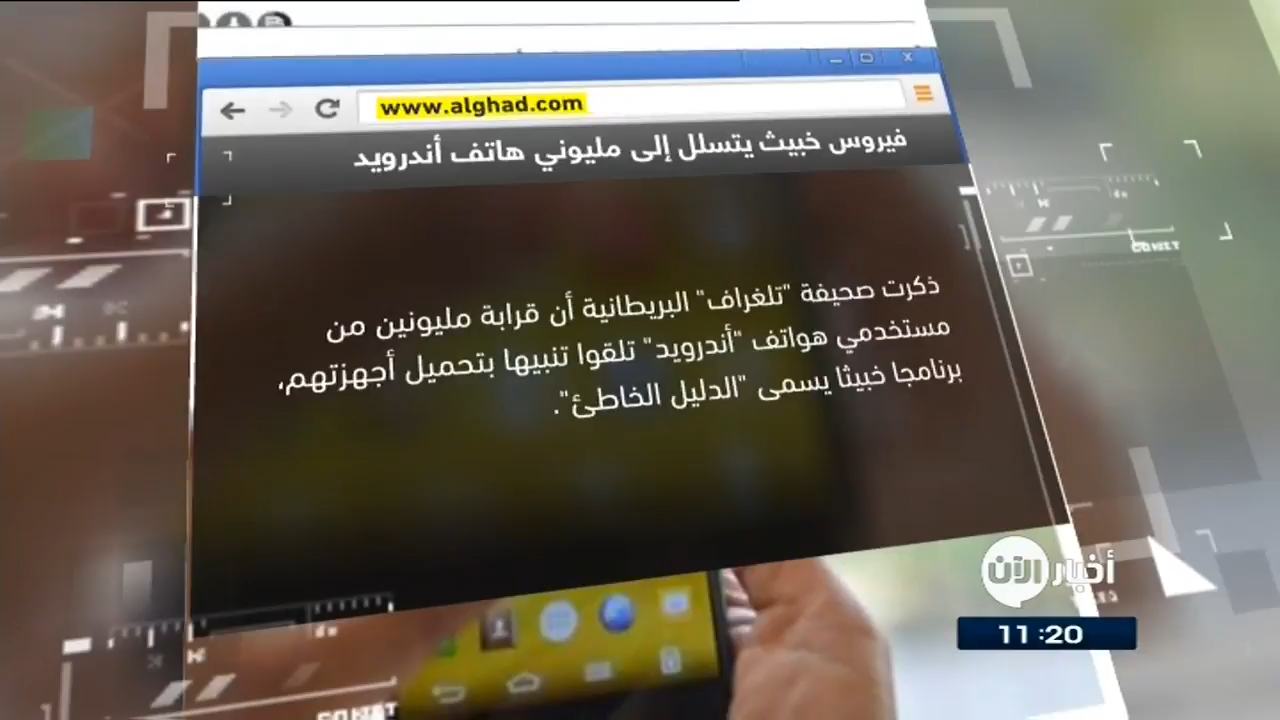 www.alghad.com
فيروس خبيث يتسلل إلى مليوني هاتف أندرويد
ذكرت صحيفة "تلغراف" البريطانية أن قرابة مليونين من
مستخدمي هواتف "أندرويد" تلقوا تنبيها بتحميل أجهزتهم،
برنامجا خبيثا يسمى "الدليل الخاطئ".
أخبار الآن
11:20